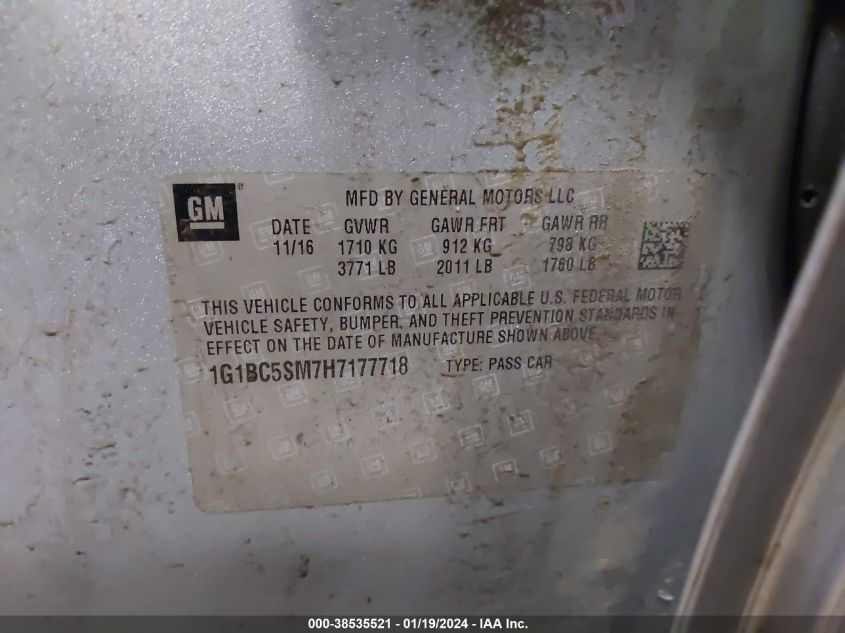 GM ®
MFD BY GENERAL MOTORS LLC
DATE GVWR GAWR FRT GAWR RR
11/16 1710 KG 912 KG 798 KG
3771 LB 2011 LB 1760 LB
THIS VEHICLE CONFORMS TO ALL APPLICABLE U.S. FEDERAL MOTOR
VEHICLE SAFETY, BUMPER, AND THEFT PREVENTION STANDARDS IN
EFFECT ON THE DATE OF MANUFACTURE SHOWN ABOVE
1G1BC5SM7H7177718 TYPE: PASS CAR
000-38535521 - 01/19/2024 - IAA Inc.